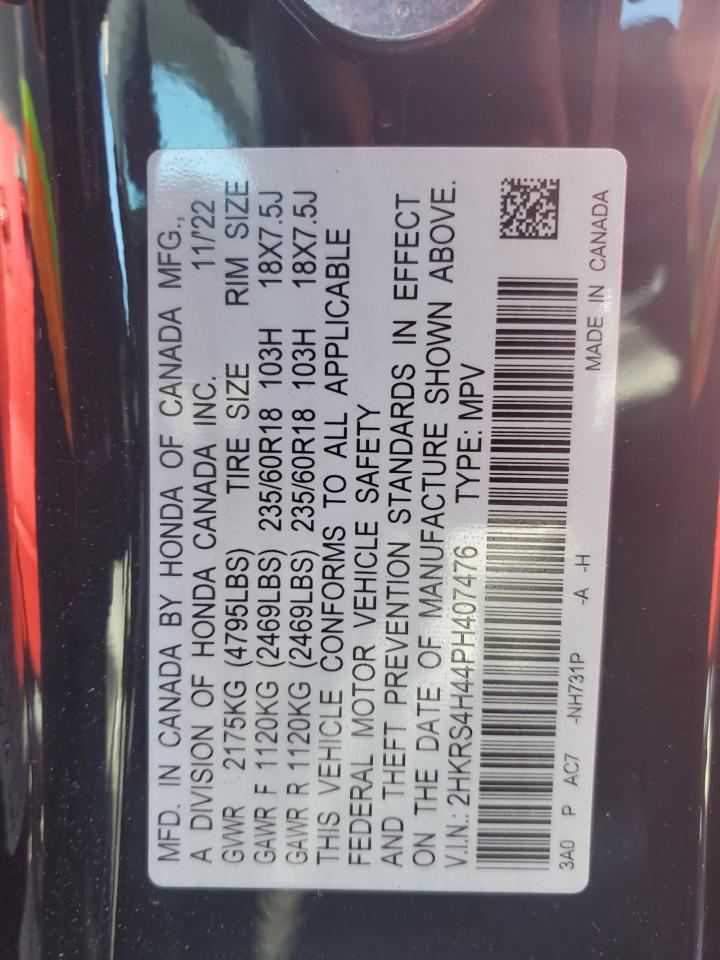 MFD. IN CANADA BY HONDA OF CANADA MFG.,
A DIVISION OF HONDA CANADA INC. 11/'22
GVWR 2175KG (4795LBS) TIRE SIZE RIM SIZE
GAWR F 1120KG (2469LBS) 235/60R18 103H 18X7.5J
GAWR R 1120KG (2469LBS) 235/60R18 103H 18X7.5J
THIS VEHICLE CONFORMS TO ALL APPLICABLE
FEDERAL MOTOR VEHICLE SAFETY
AND THEFT PREVENTION STANDARDS IN EFFECT
ON THE DATE OF MANUFACTURE SHOWN ABOVE.
V.I.N.: 2HKRS4H44PH407476 TYPE: MPV
3A0 P AC7 -NH731P -A -H
MADE IN CANADA